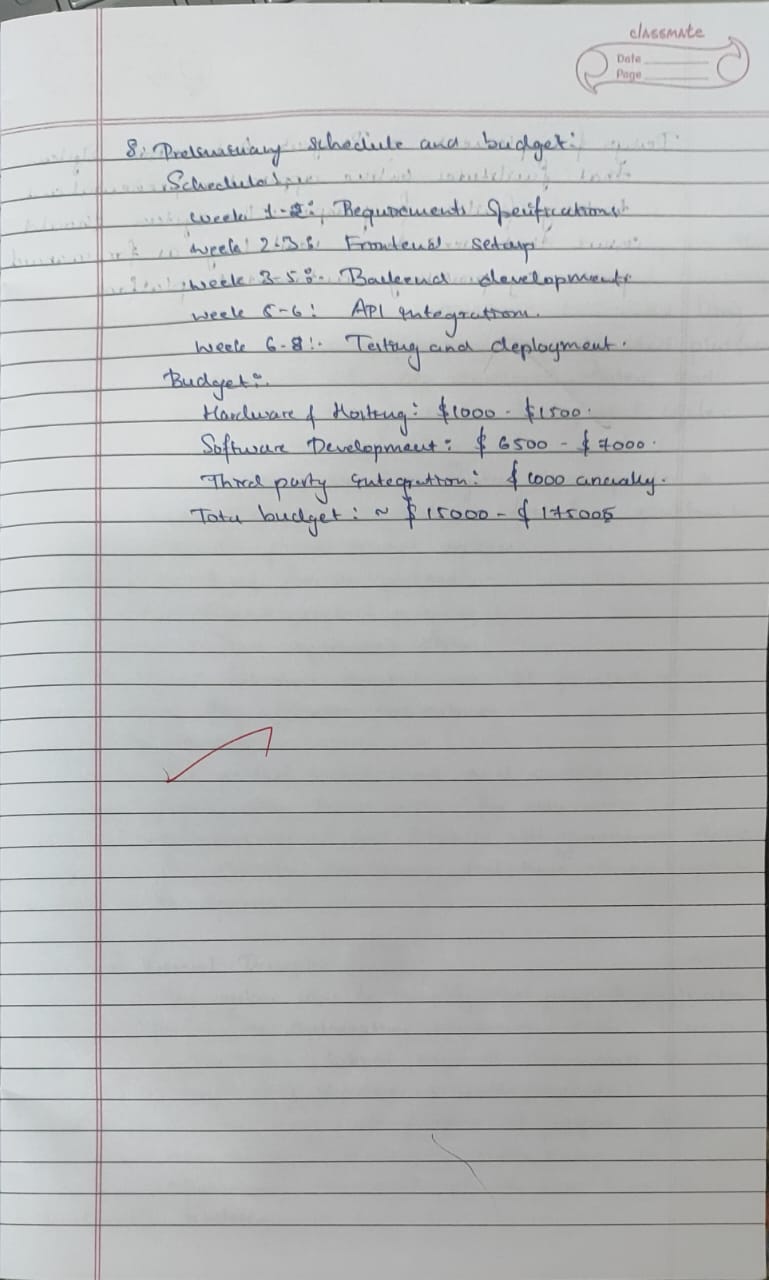 classmate
Date
Page
8. Preliminary schedule and budget:
Schedule:
week 1-2: Requirements Specifications
week 2-3: Frontend setup
week 3-5: Backend development
week 5-6: API integration.
week 6-8: Testing and deployment.
Budget:
Hardware & Hosting: $1000 - $1500.
Software Development: $ 6500 - $ 7000.
Third party integration: $ 1000 annually.
Total budget: ~ $ 15000 - $ 17500